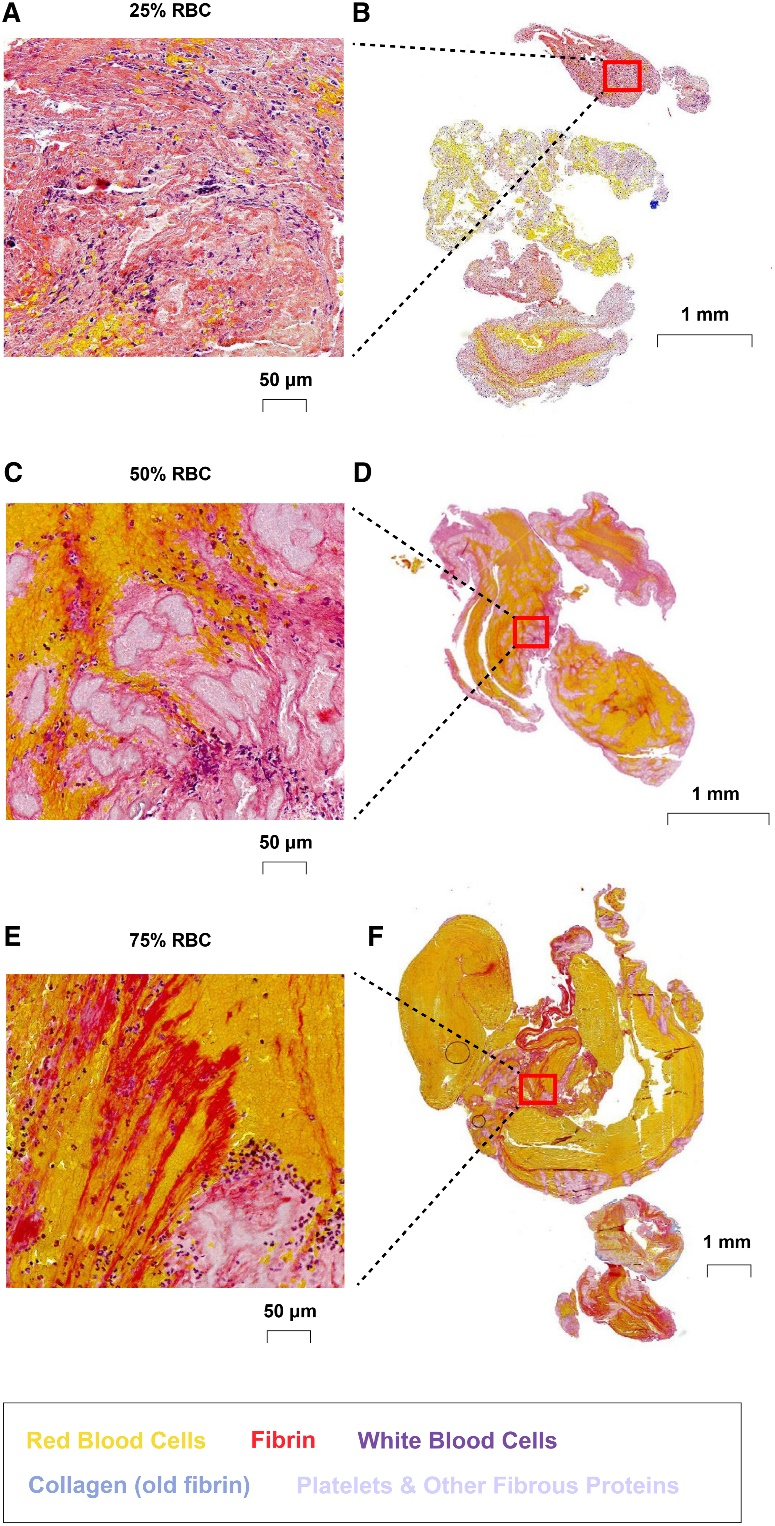 A
25% RBC
B
1 mm
50 µm
C
50% RBC
D
1 mm
50 µm
E
75% RBC
F
1 mm
50 µm
Red Blood Cells Fibrin White Blood Cells
Collagen (old fibrin) Platelets & Other Fibrous Proteins